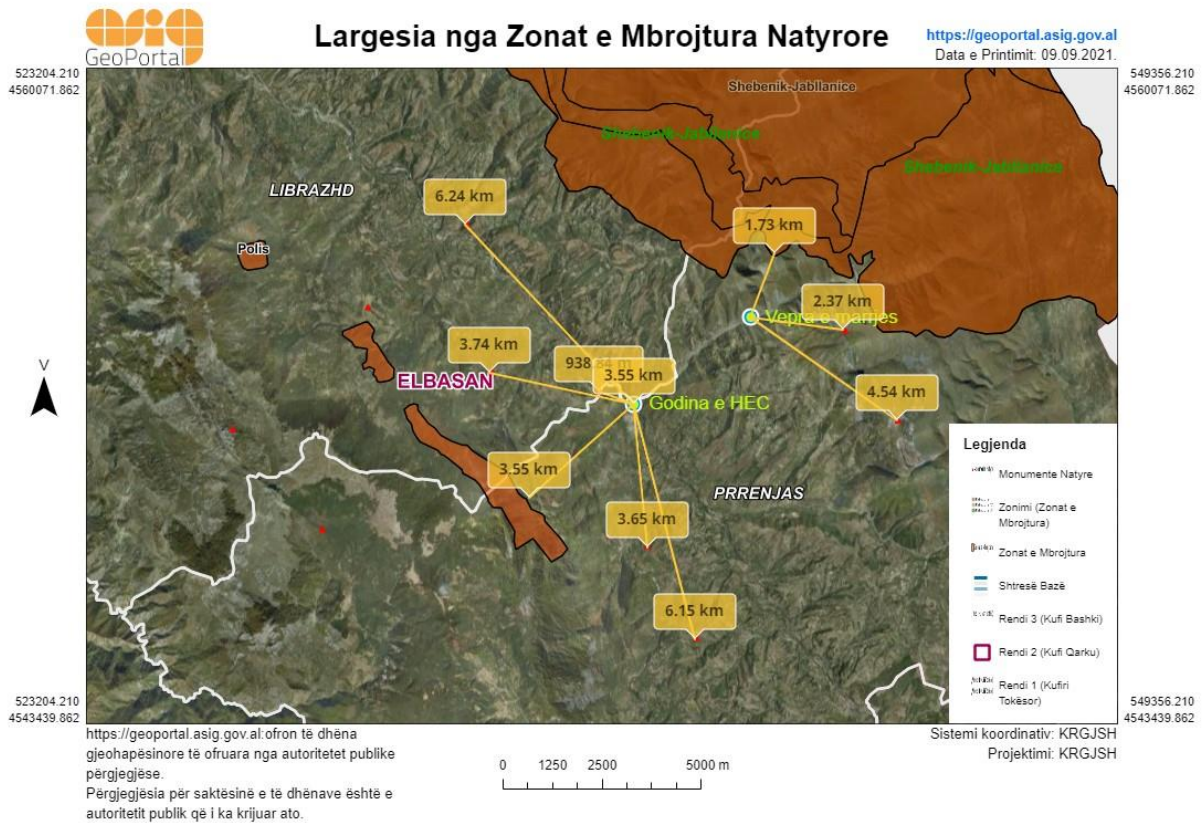 asig
GeoPortal
Largesia nga Zonat e Mbrojtura Natyrore
https://geoportal.asig.gov.al
Data e Printimit: 09.09.2021.
523204.210
4560071.862
549356.210
4560071.862
Shebenik-Jabllanice
Shebenik-Jabllanice
Shebenik-Jabllanice
LIBRAZHD
6.24 km
Polis
1.73 km
2.37 km
Vepra e marrjes
3.74 km
938
m
3.55 km
ELBASAN
Godina e HEC
4.54 km
3.55 km
PRRENJAS
3.65 km
6.15 km
V
Legjenda
Monumente Natyre
Zonimi (Zonat e
Mbrojtura)
Zonat e Mbrojtura
Shtresë Bazë
Rendi 3 (Kufi Bashki)
Rendi 2 (Kufi Qarku)
Rendi 1 (Kufiri
Tokësor)
523204.210
4543439.862
549356.210
4543439.862
https://geoportal.asig.gov.al:ofron të dhëna
gjeohapësinore të ofruara nga autoritetet publike
përgjegjëse.
Përgjegjësia për saktësinë e të dhënave është e
autoritetit publik që i ka krijuar ato.
0 1250 2500 5000 m
Sistemi koordinativ: KRGJSH
Projektimi: KRGJSH